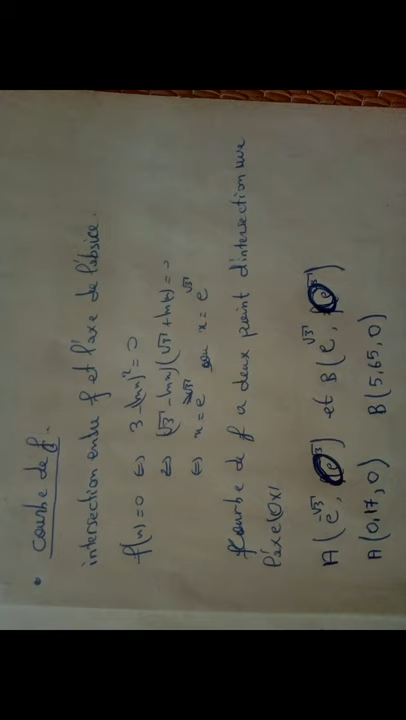 • Courbe de f.
intersection entre f et l'axe de l'absice.
f(x) = 0 ⇔ 3 - (ln x)² = 0
⇔ (√3 - ln x)(√3 + ln x) = 0
⇔ x = e^-√3 ou x = e^√3
Courbe de f a deux point d'intersection avec
l'axe (Ox)
A(e^-√3, ) et B(e^√3, )
A(0,17, 0) B(5,65, 0)